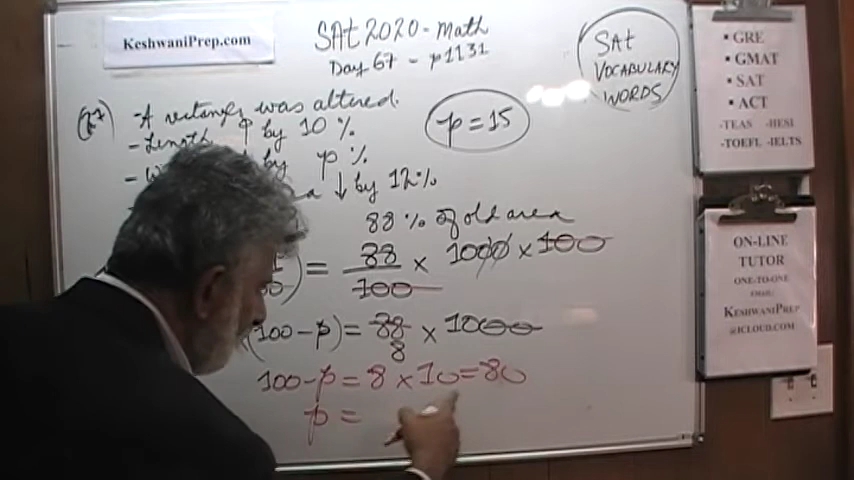 KeshwaniPrep.com
SAt 2020 - Math
Day 67 - p1131
SAt
VOCABULARY
WORDS
• GRE
• GMAT
• SAT
• ACT
-TEAS -HESI
-TOEFL -IELTS
-A rectangle was altered.
- Length ↑ by 10 %
p = 15
by p %
↓ by 12%
88 % of old area
) = 88/100 × 1000 × 100
(100 - p) = 88 × 1000
8
100 - p = 8 × 10 = 80
p =
ON-LINE
TUTOR
ONE-TO-ONE
EMAIL:
KESHWANIPREP
@ICLOUD.COM